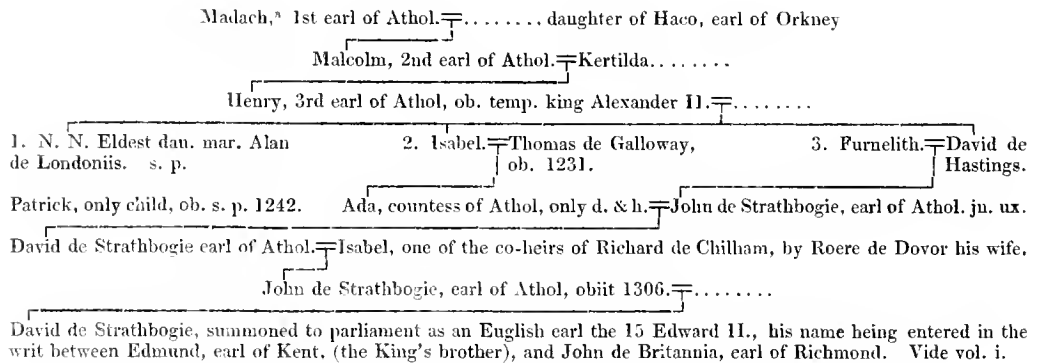 Madach,ᵃ 1st earl of Athol.=........ daughter of Haco, earl of Orkney
Malcolm, 2nd earl of Athol.=Kertilda........
Henry, 3rd earl of Athol, ob. temp. king Alexander II.=........
1. N. N. Eldest dau. mar. Alan
de Londoniis. s. p.
2. Isabel.=Thomas de Galloway,
ob. 1231.
3. Furnelith.=David de
Hastings.
Patrick, only child, ob. s. p. 1242.
Ada, countess of Athol, only d. & h.=John de Strathbogie, earl of Athol. ju. ux.
David de Strathbogie earl of Athol.=Isabel, one of the co-heirs of Richard de Chilham, by Roere de Dovor his wife.
John de Strathbogie, earl of Athol, obiit 1306.=........
David de Strathbogie, summoned to parliament as an English earl the 15 Edward II., his name being entered in the
writ between Edmund, earl of Kent, (the King's brother), and John de Britannia, earl of Richmond. Vide vol. i.